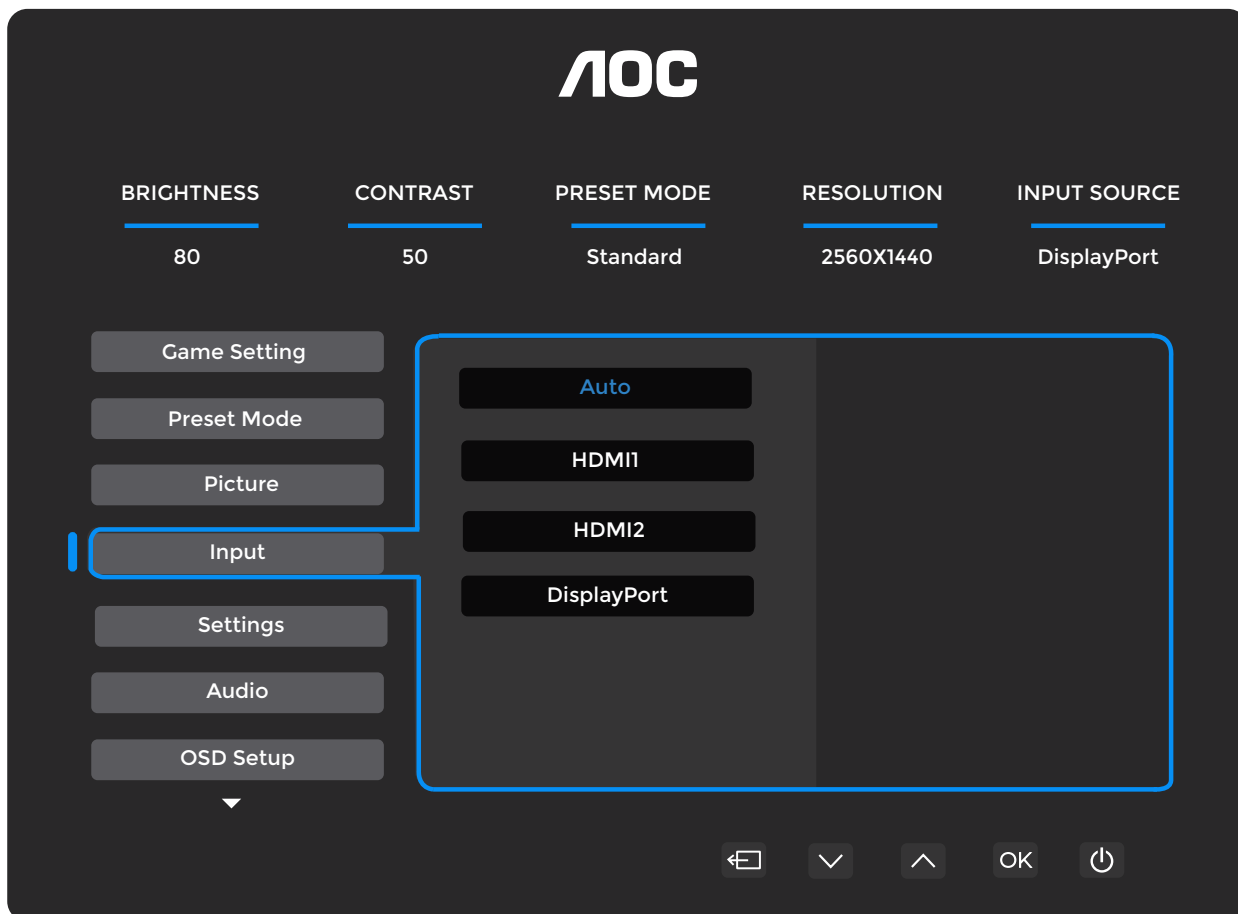 AOC
BRIGHTNESS CONTRAST PRESET MODE RESOLUTION INPUT SOURCE
80 50 Standard 2560X1440 DisplayPort
Game Setting
Preset Mode
Picture
Input
Settings
Audio
OSD Setup
Auto
HDMI1
HDMI2
DisplayPort
OK